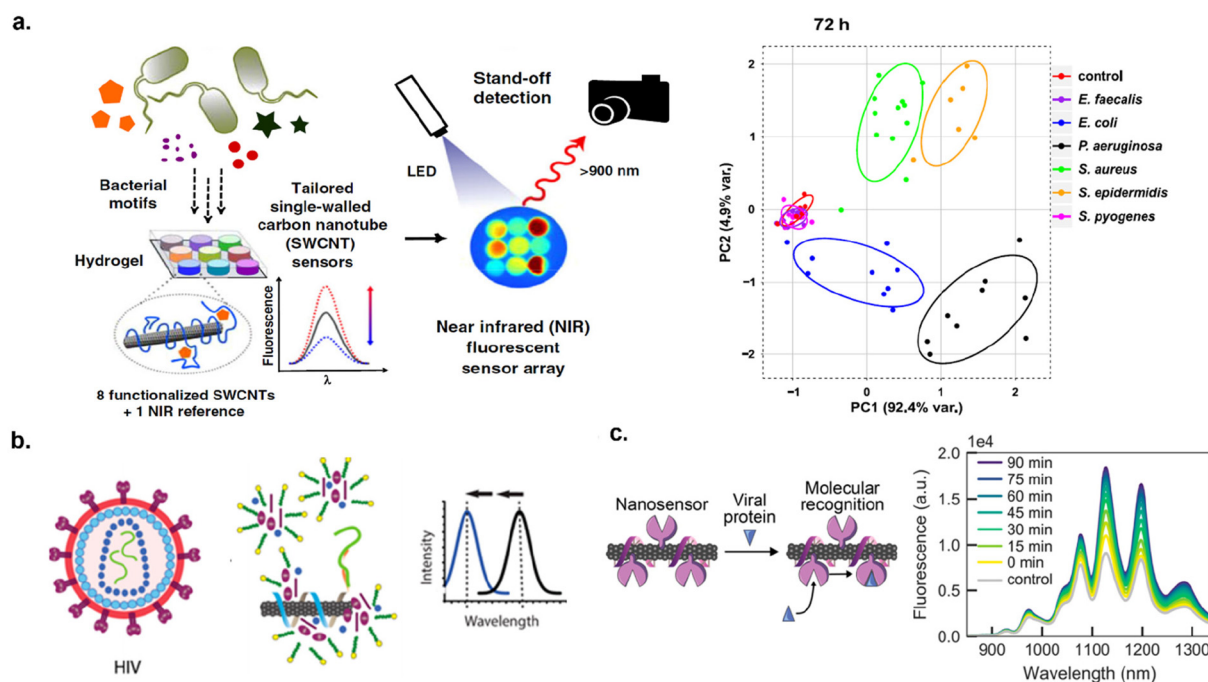 a.
Bacterial
motifs
Hydrogel
8 functionalized SWCNTs
+ 1 NIR reference
Tailored
single-walled
carbon nanotube
(SWCNT)
sensors
Fluorescence
λ
LED
Stand-off
detection
>900 nm
Near infrared (NIR)
fluorescent
sensor array
72 h
PC2 (4.9% var.)
2
1
0
−1
−2
−1
0
1
2
PC1 (92.4% var.)
control
E. faecalis
E. coli
P. aeruginosa
S. aureus
S. epidermidis
S. pyogenes
b.
HIV
Intensity
Wavelength
c.
Nanosensor
Viral
protein
Molecular
recognition
1e4
Fluorescence (a.u.)
2.0
1.5
1.0
0.5
0.0
90 min
75 min
60 min
45 min
30 min
15 min
0 min
control
900
1000
1100
1200
1300
Wavelength (nm)